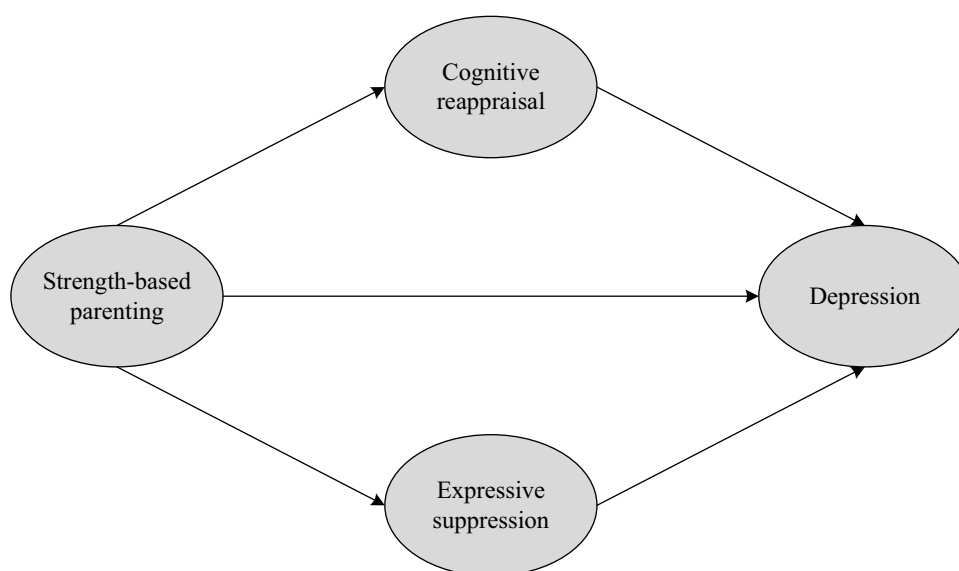 Cognitive
reappraisal
Strength-based
parenting
Depression
Expressive
suppression